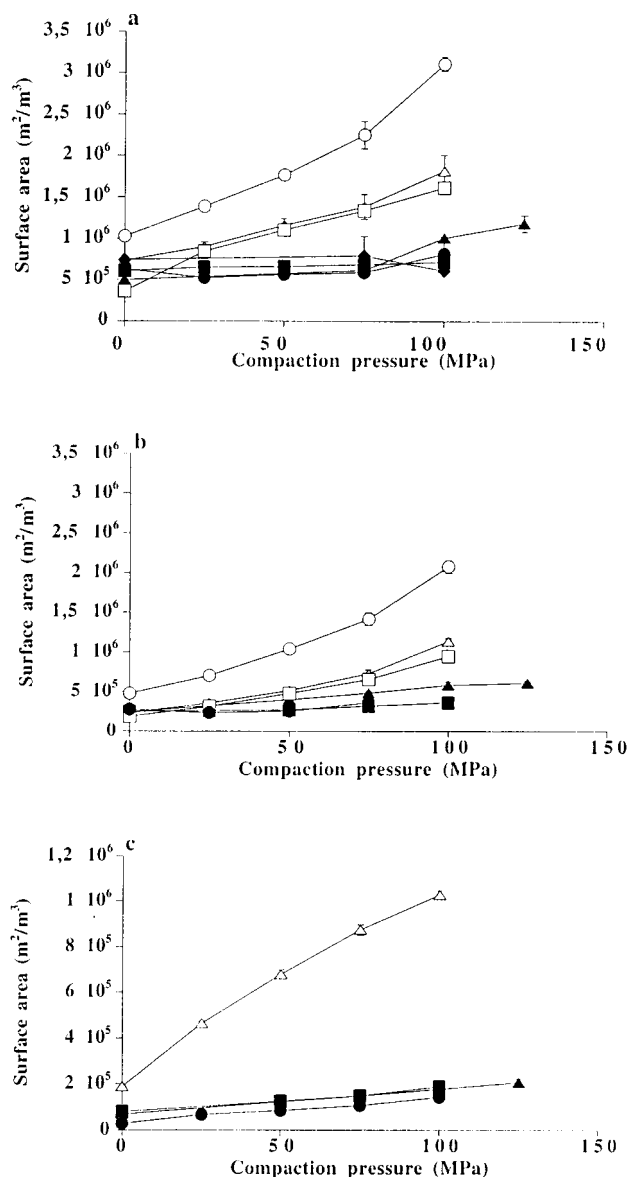 a
3,5 10⁶
3 10⁶
2,5 10⁶
2 10⁶
1,5 10⁶
1 10⁶
5 10⁵
0
Surface area (m²/m³)
0 50 100 150
Compaction pressure (MPa)
b
3,5 10⁶
3 10⁶
2,5 10⁶
2 10⁶
1,5 10⁶
1 10⁶
5 10⁵
0
Surface area (m²/m³)
0 50 100 150
Compaction pressure (MPa)
c
1,2 10⁶
1 10⁶
8 10⁵
6 10⁵
4 10⁵
2 10⁵
0
Surface area (m²/m³)
0 50 100 150
Compaction pressure (MPa)